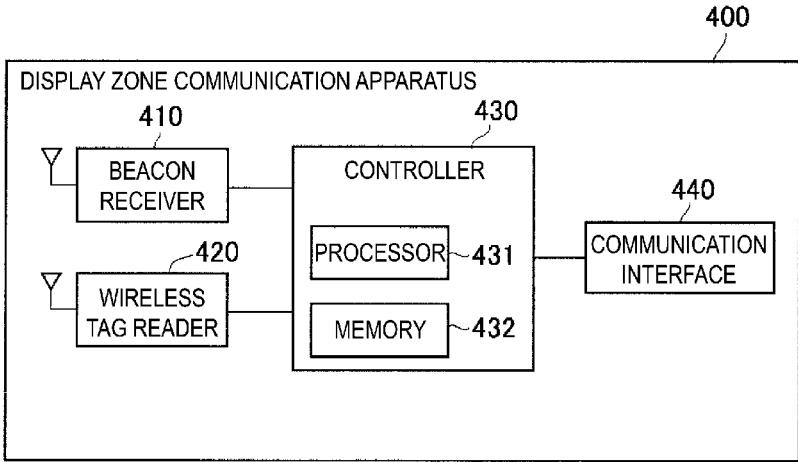 400
DISPLAY ZONE COMMUNICATION APPARATUS
410
BEACON
RECEIVER
420
WIRELESS
TAG READER
430
CONTROLLER
PROCESSOR
431
MEMORY
432
440
COMMUNICATION
INTERFACE